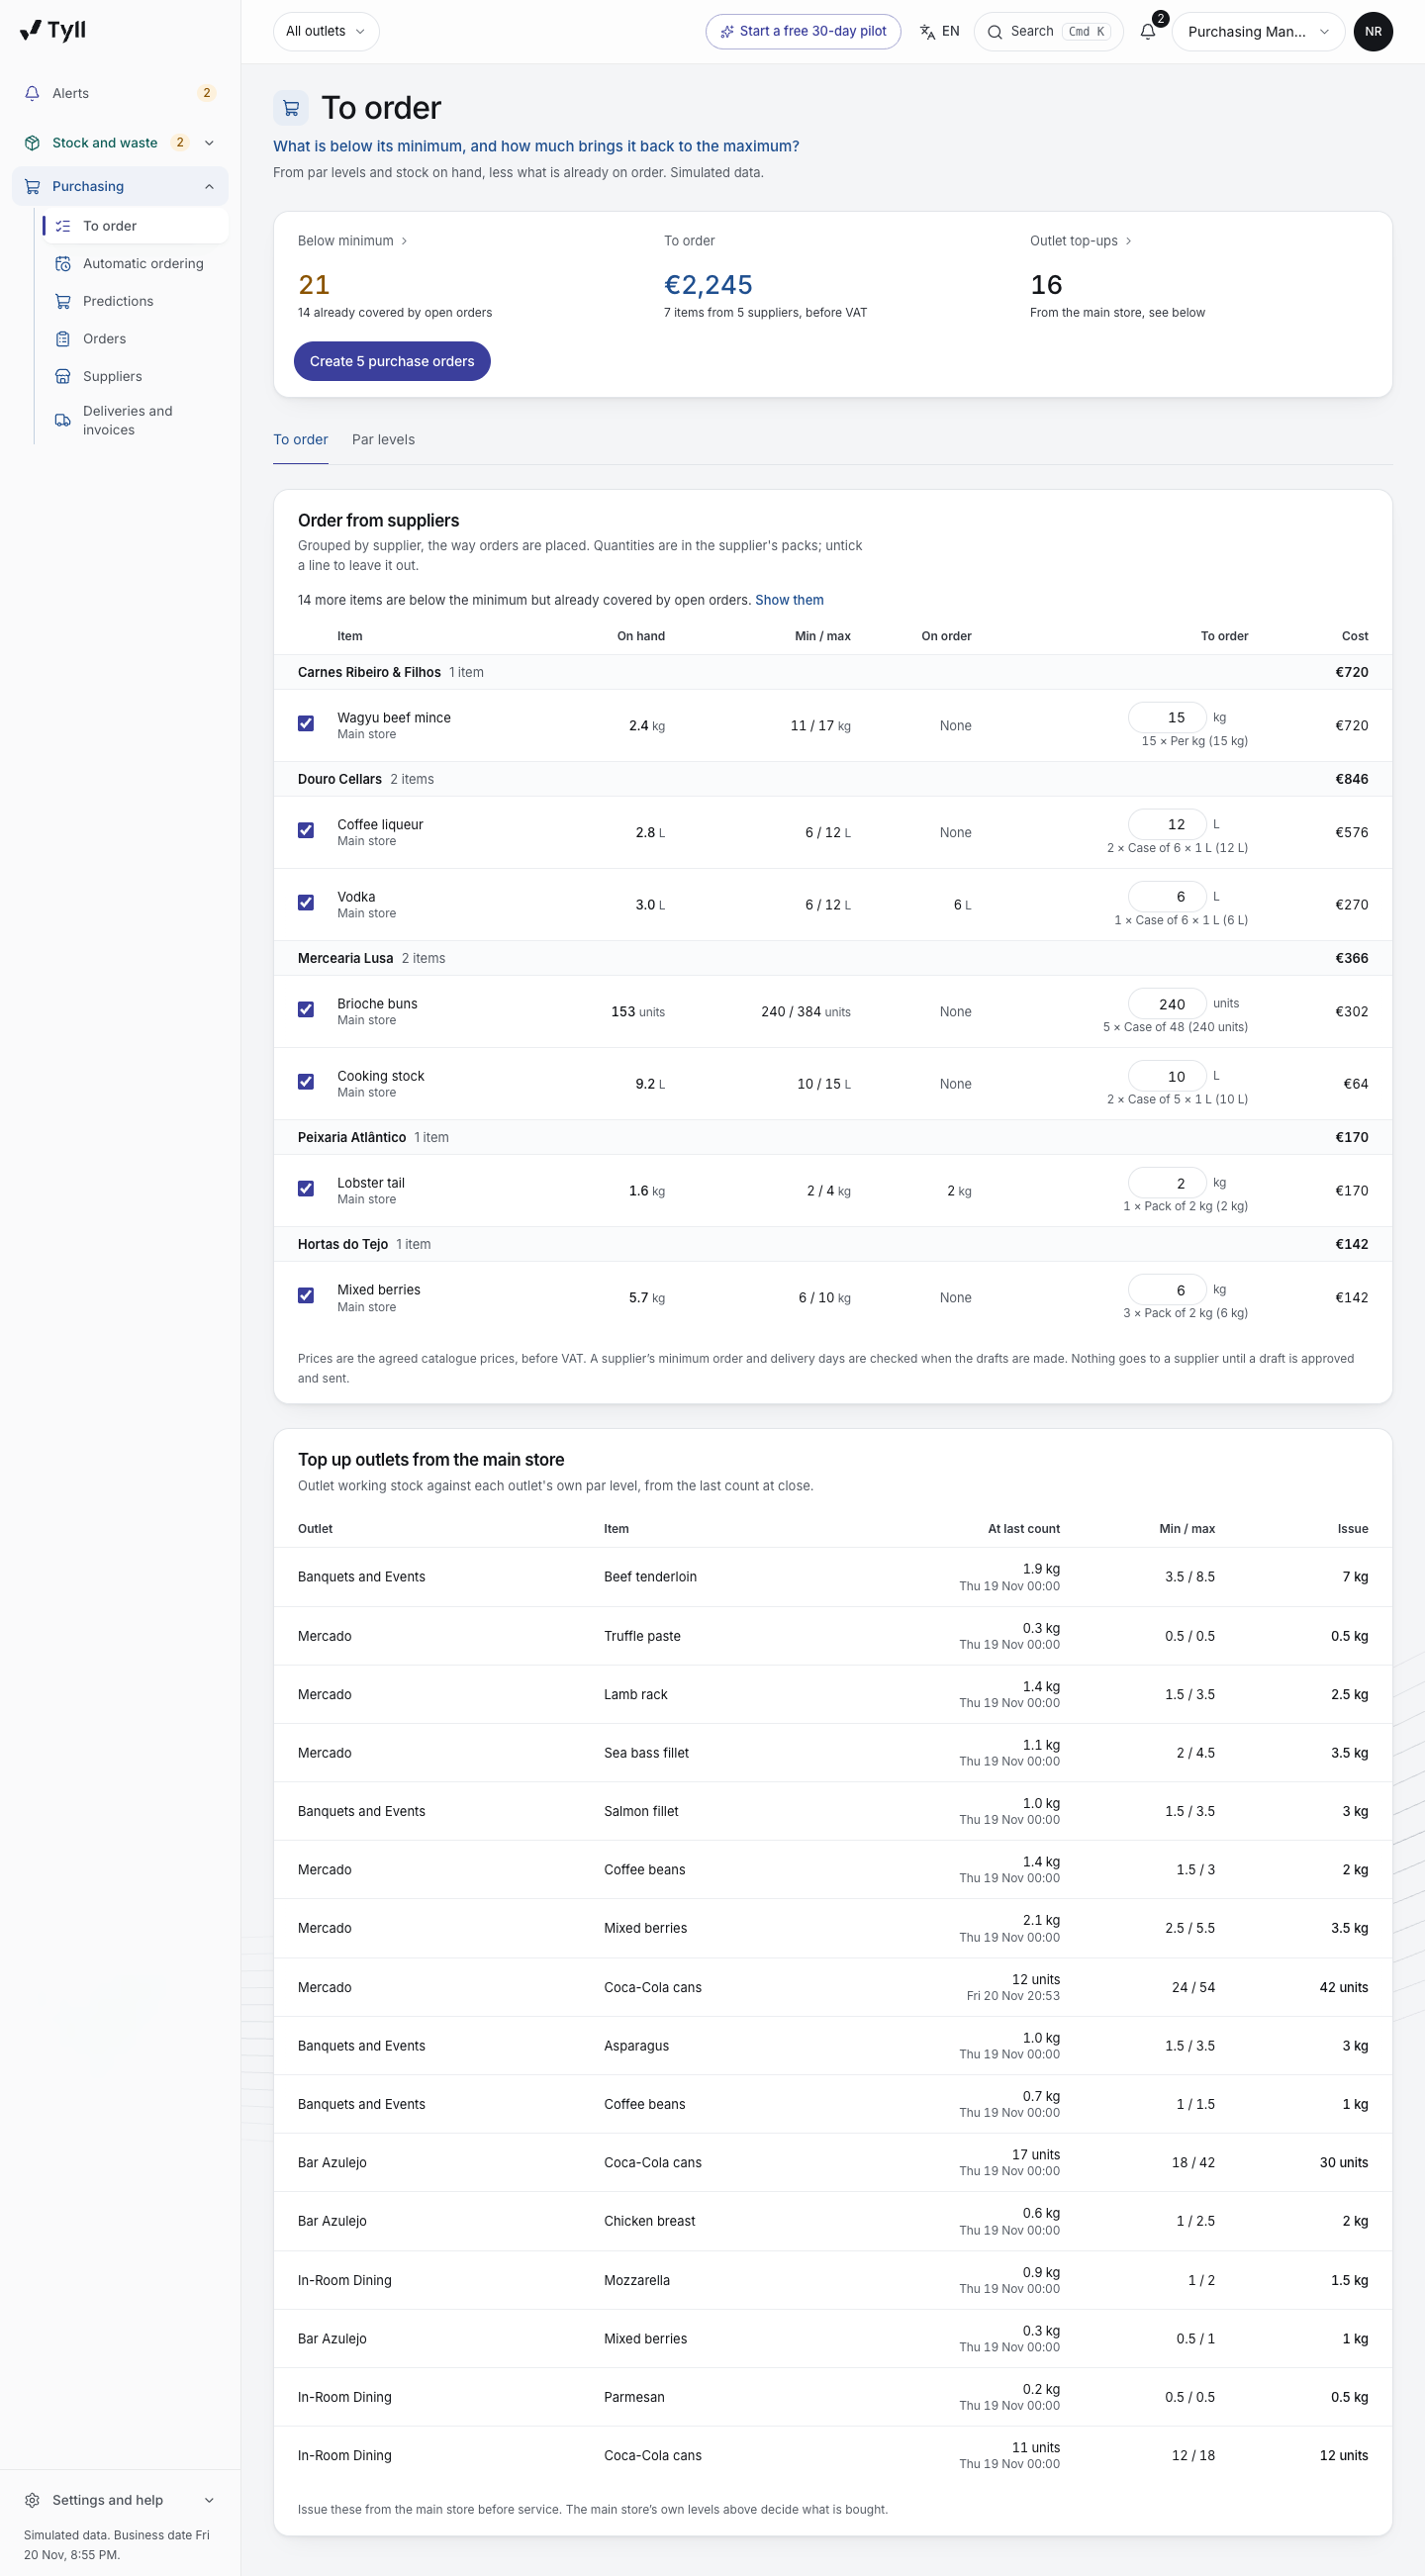 Tyll
All outlets
Start a free 30-day pilot
EN
Search Cmd K
2
Purchasing Man...
NR
Alerts 2
Stock and waste 2
Purchasing
To order
Automatic ordering
Predictions
Orders
Suppliers
Deliveries and
invoices
To order
What is below its minimum, and how much brings it back to the maximum?
From par levels and stock on hand, less what is already on order. Simulated data.
Below minimum
21
14 already covered by open orders
To order
€2,245
7 items from 5 suppliers, before VAT
Outlet top-ups
16
From the main store, see below
Create 5 purchase orders
To order Par levels
Order from suppliers
Grouped by supplier, the way orders are placed. Quantities are in the supplier's packs; untick
a line to leave it out.
14 more items are below the minimum but already covered by open orders. Show them
Item On hand Min / max On order To order Cost
Carnes Ribeiro & Filhos 1 item €720
Wagyu beef mince 2.4 kg 11 / 17 kg None 15 kg €720
Main store 15 × Per kg (15 kg)
Douro Cellars 2 items €846
Coffee liqueur 2.8 L 6 / 12 L None 12 L €576
Main store 2 × Case of 6 × 1 L (12 L)
Vodka 3.0 L 6 / 12 L 6 L 6 L €270
Main store 1 × Case of 6 × 1 L (6 L)
Mercearia Lusa 2 items €366
Brioche buns 153 units 240 / 384 units None 240 units €302
Main store 5 × Case of 48 (240 units)
Cooking stock 9.2 L 10 / 15 L None 10 L €64
Main store 2 × Case of 5 × 1 L (10 L)
Peixaria Atlântico 1 item €170
Lobster tail 1.6 kg 2 / 4 kg 2 kg 2 kg €170
Main store 1 × Pack of 2 kg (2 kg)
Hortas do Tejo 1 item €142
Mixed berries 5.7 kg 6 / 10 kg None 6 kg €142
Main store 3 × Pack of 2 kg (6 kg)
Prices are the agreed catalogue prices, before VAT. A supplier’s minimum order and delivery days are checked when the drafts are made. Nothing goes to a supplier until a draft is approved
and sent.
Top up outlets from the main store
Outlet working stock against each outlet's own par level, from the last count at close.
Outlet Item At last count Min / max Issue
Banquets and Events Beef tenderloin 1.9 kg 3.5 / 8.5 7 kg
Thu 19 Nov 00:00
Mercado Truffle paste 0.3 kg 0.5 / 0.5 0.5 kg
Thu 19 Nov 00:00
Mercado Lamb rack 1.4 kg 1.5 / 3.5 2.5 kg
Thu 19 Nov 00:00
Mercado Sea bass fillet 1.1 kg 2 / 4.5 3.5 kg
Thu 19 Nov 00:00
Banquets and Events Salmon fillet 1.0 kg 1.5 / 3.5 3 kg
Thu 19 Nov 00:00
Mercado Coffee beans 1.4 kg 1.5 / 3 2 kg
Thu 19 Nov 00:00
Mercado Mixed berries 2.1 kg 2.5 / 5.5 3.5 kg
Thu 19 Nov 00:00
Mercado Coca-Cola cans 12 units 24 / 54 42 units
Fri 20 Nov 20:53
Banquets and Events Asparagus 1.0 kg 1.5 / 3.5 3 kg
Thu 19 Nov 00:00
Banquets and Events Coffee beans 0.7 kg 1 / 1.5 1 kg
Thu 19 Nov 00:00
Bar Azulejo Coca-Cola cans 17 units 18 / 42 30 units
Thu 19 Nov 00:00
Bar Azulejo Chicken breast 0.6 kg 1 / 2.5 2 kg
Thu 19 Nov 00:00
In-Room Dining Mozzarella 0.9 kg 1 / 2 1.5 kg
Thu 19 Nov 00:00
Bar Azulejo Mixed berries 0.3 kg 0.5 / 1 1 kg
Thu 19 Nov 00:00
In-Room Dining Parmesan 0.2 kg 0.5 / 0.5 0.5 kg
Thu 19 Nov 00:00
In-Room Dining Coca-Cola cans 11 units 12 / 18 12 units
Thu 19 Nov 00:00
Issue these from the main store before service. The main store’s own levels above decide what is bought.
Settings and help
Simulated data. Business date Fri
20 Nov, 8:55 PM.